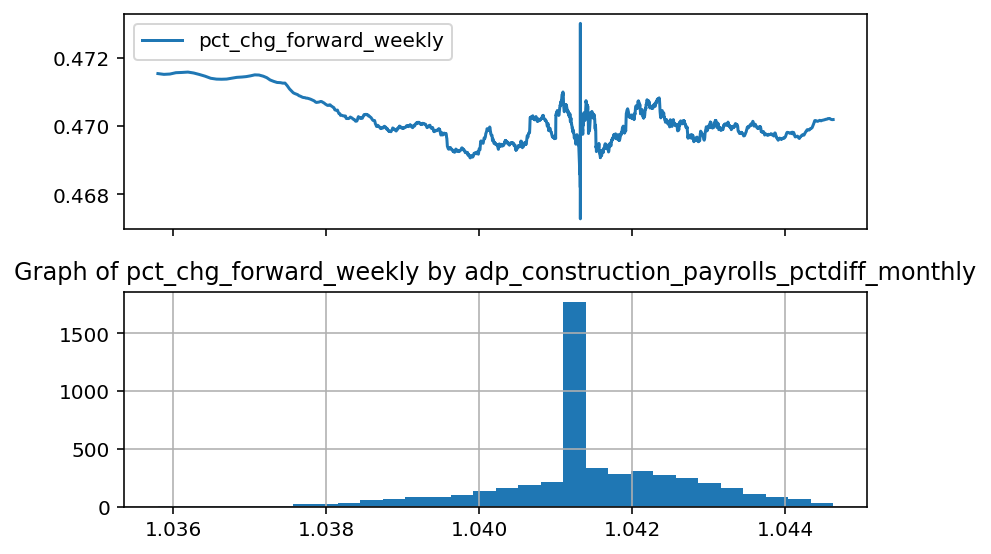 pct_chg_forward_weekly
0.472
0.470
0.468
Graph of pct_chg_forward_weekly by adp_construction_payrolls_pctdiff_monthly
1500
1000
500
0
1.036 1.038 1.040 1.042 1.044